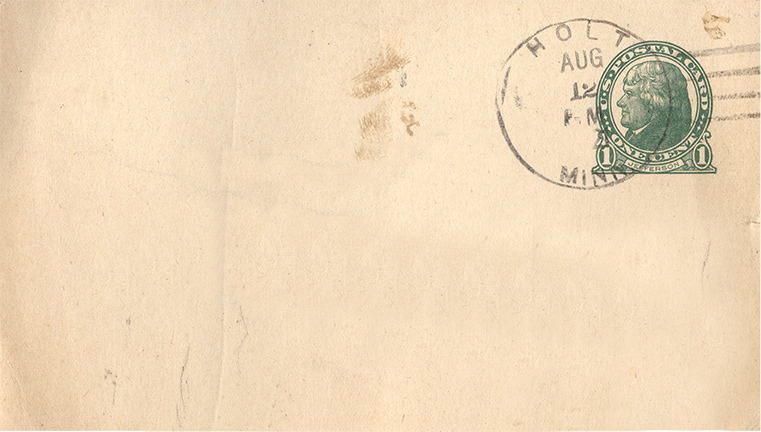 HOLT
AUG
12
P.M.
MINN
U.S. POSTAL CARD
1 ONE CENT 1
JEFFERSON